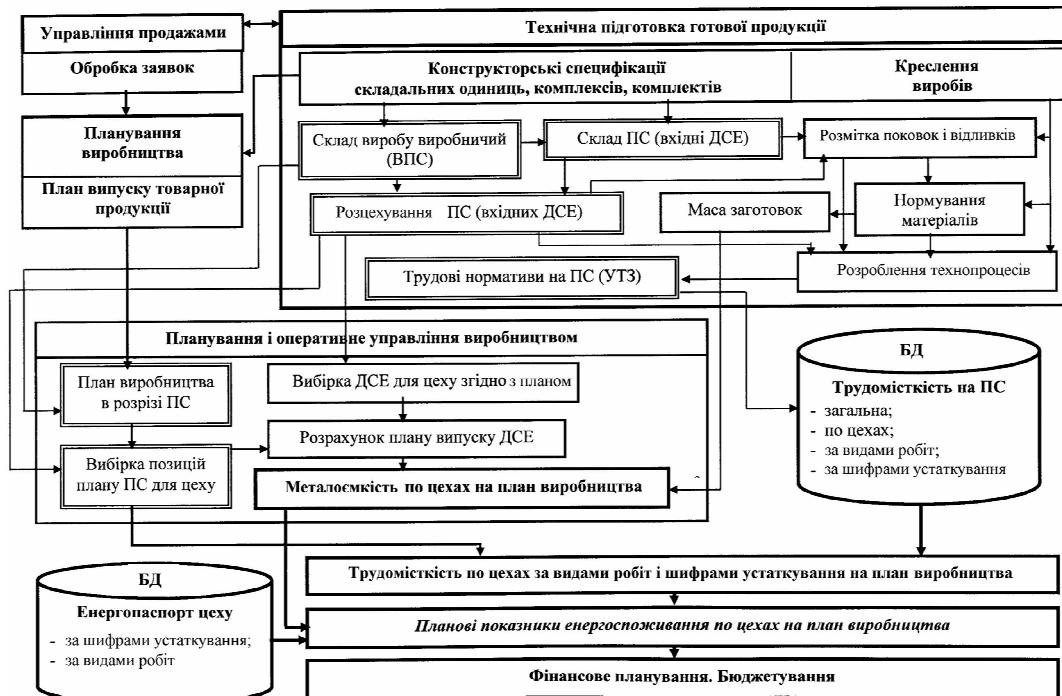 Управління продажами
Обробка заявок
Планування
виробництва
План випуску товарної
продукції
Технічна підготовка готової продукції
Конструкторські специфікації
складальних одиниць, комплексів, комплектів
Креслення
виробів
Склад виробу виробничий
(ВПС)
Склад ПС (вхідні ДСЕ)
Розмітка поковок і відливків
Розцехування ПС (вхідних ДСЕ)
Маса заготовок
Нормування
матеріалів
Трудові нормативи на ПС (УТЗ)
Розроблення технопроцесів
Планування і оперативне управління виробництвом
План виробництва
в розрізі ПС
Вибірка ДСЕ для цеху згідно з планом
Вибірка позицій
плану ПС для цеху
Розрахунок плану випуску ДСЕ
Металоємкість по цехах на план виробництва
БД
Трудомісткість на ПС
- загальна;
- по цехах;
- за видами робіт;
- за шифрами устаткування
БД
Енергопаспорт цеху
- за шифрами устаткування;
- за видами робіт
Трудомісткість по цехах за видами робіт і шифрами устаткування на план виробництва
Планові показники енергоспоживання по цехах на план виробництва
Фінансове планування. Бюджетування